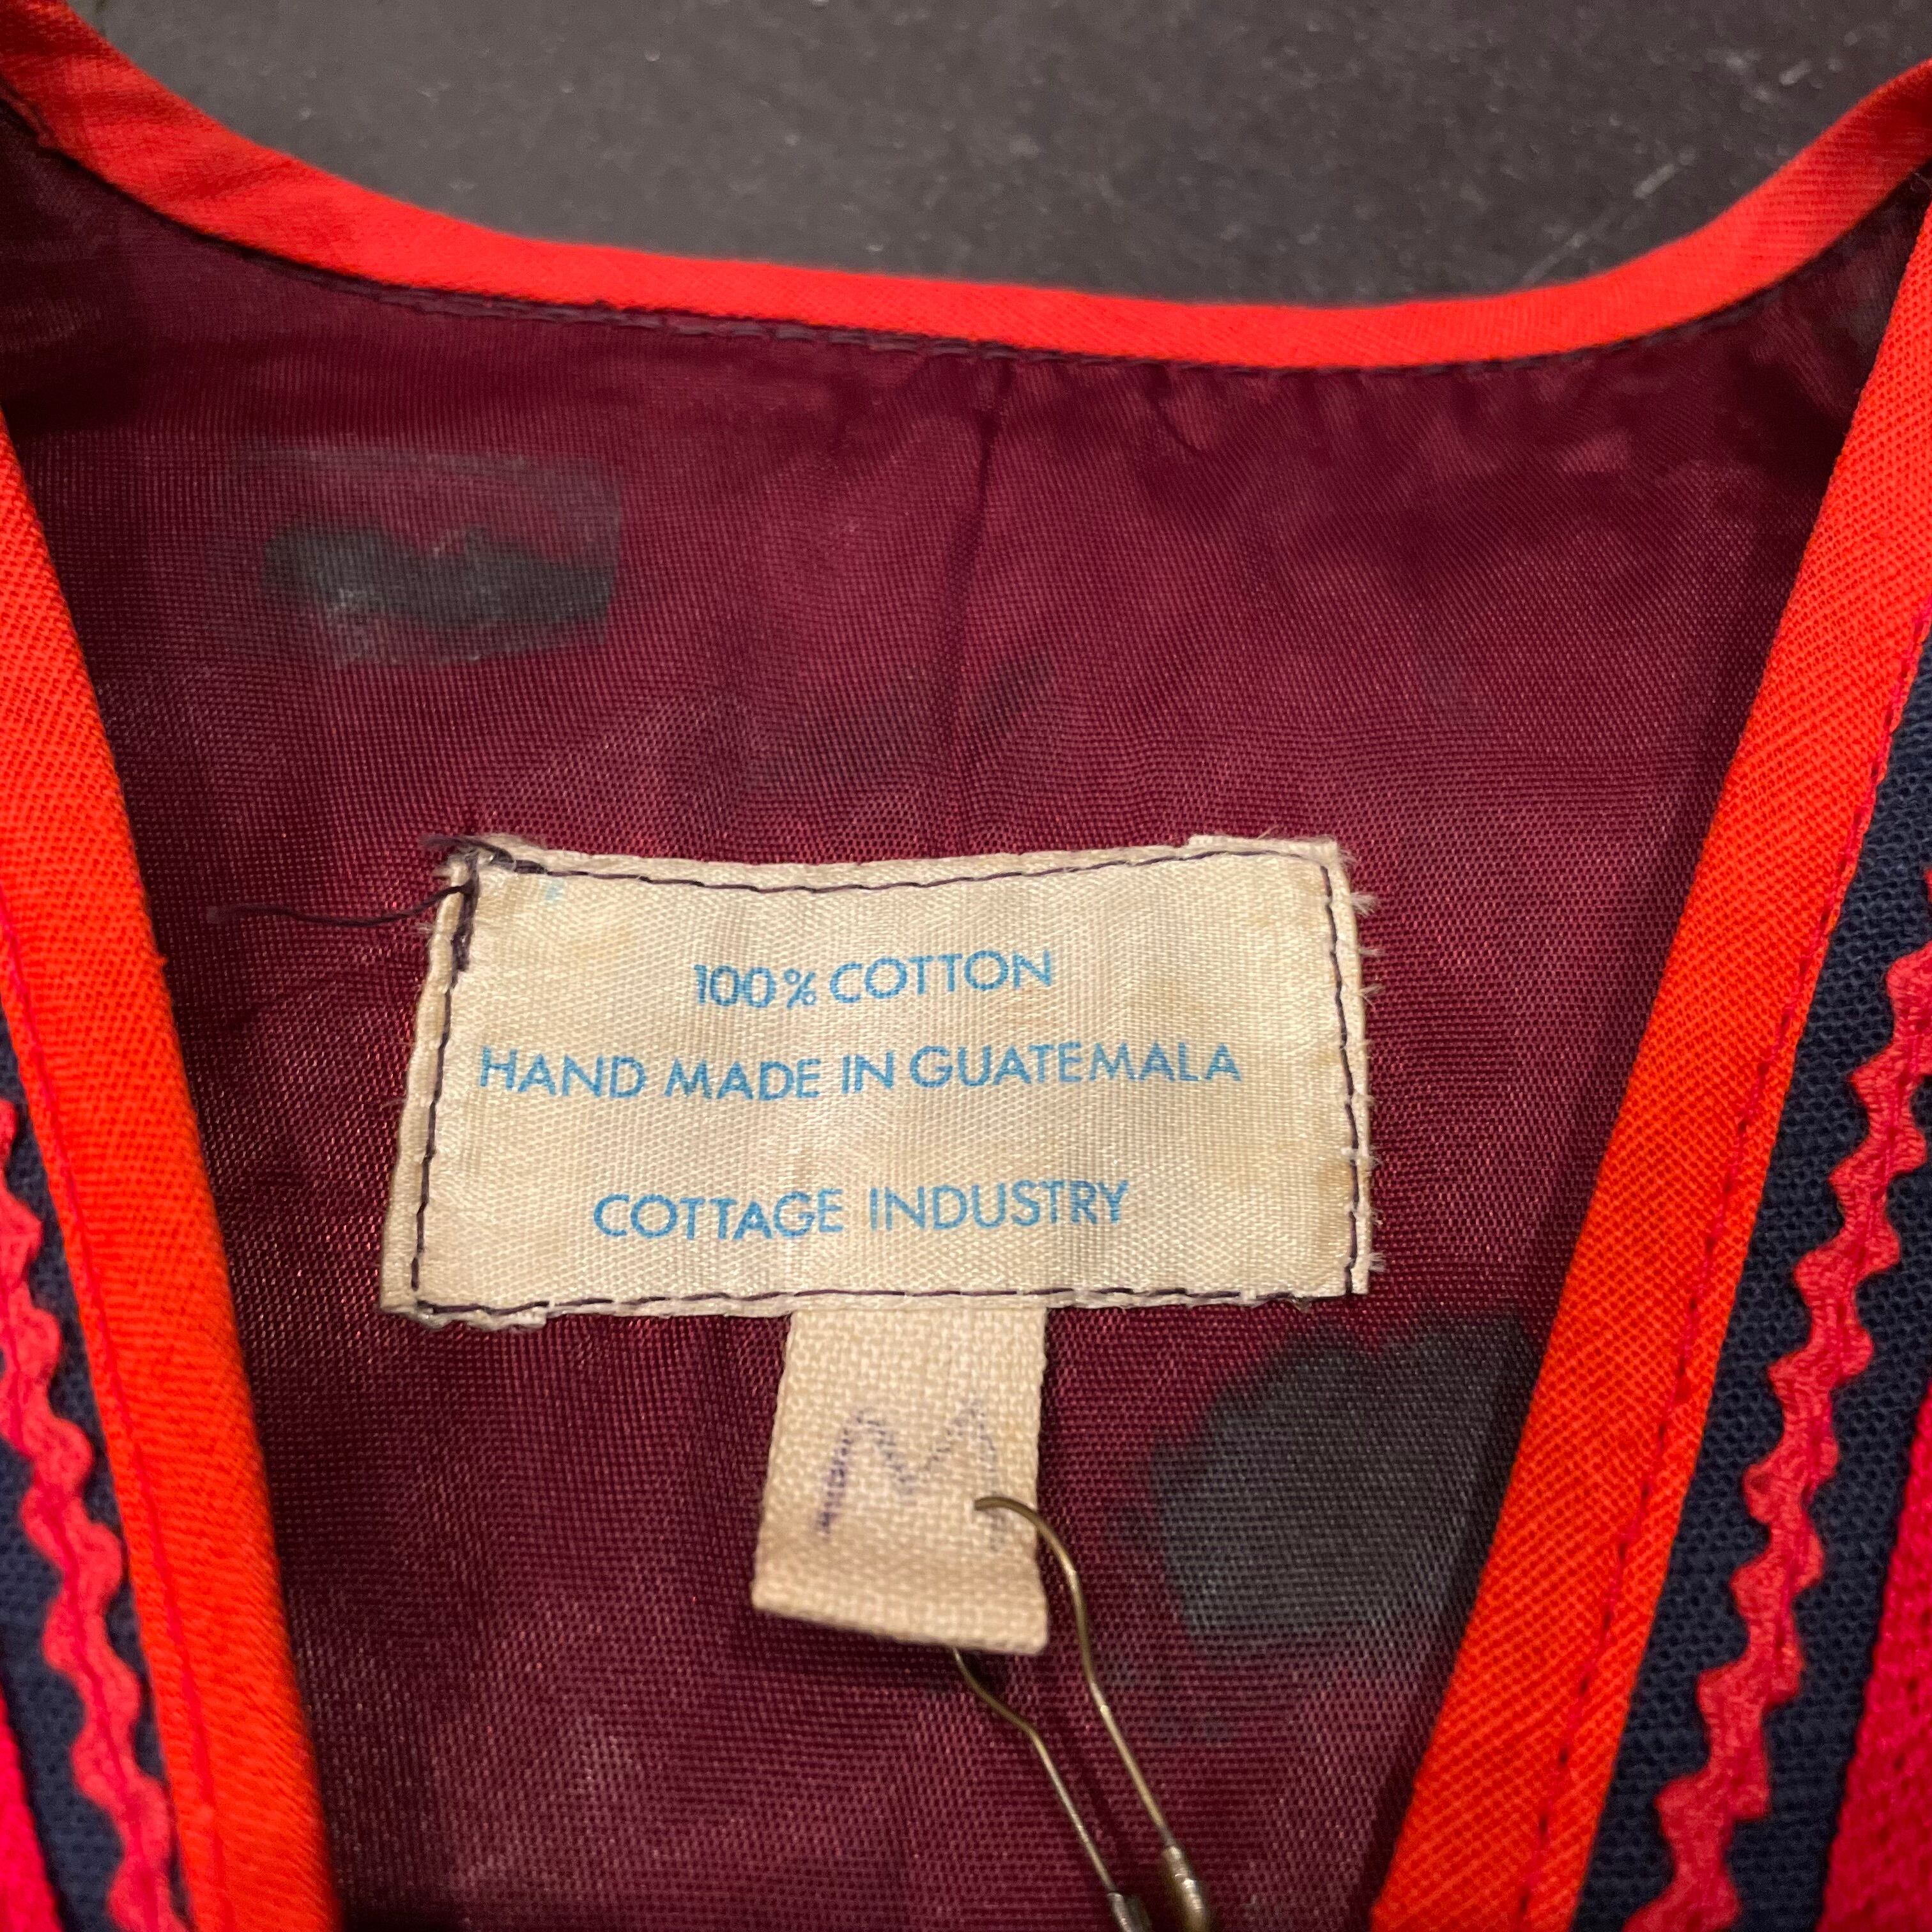 100% COTTON
HAND MADE IN GUATEMALA
COTTAGE INDUSTRY
M